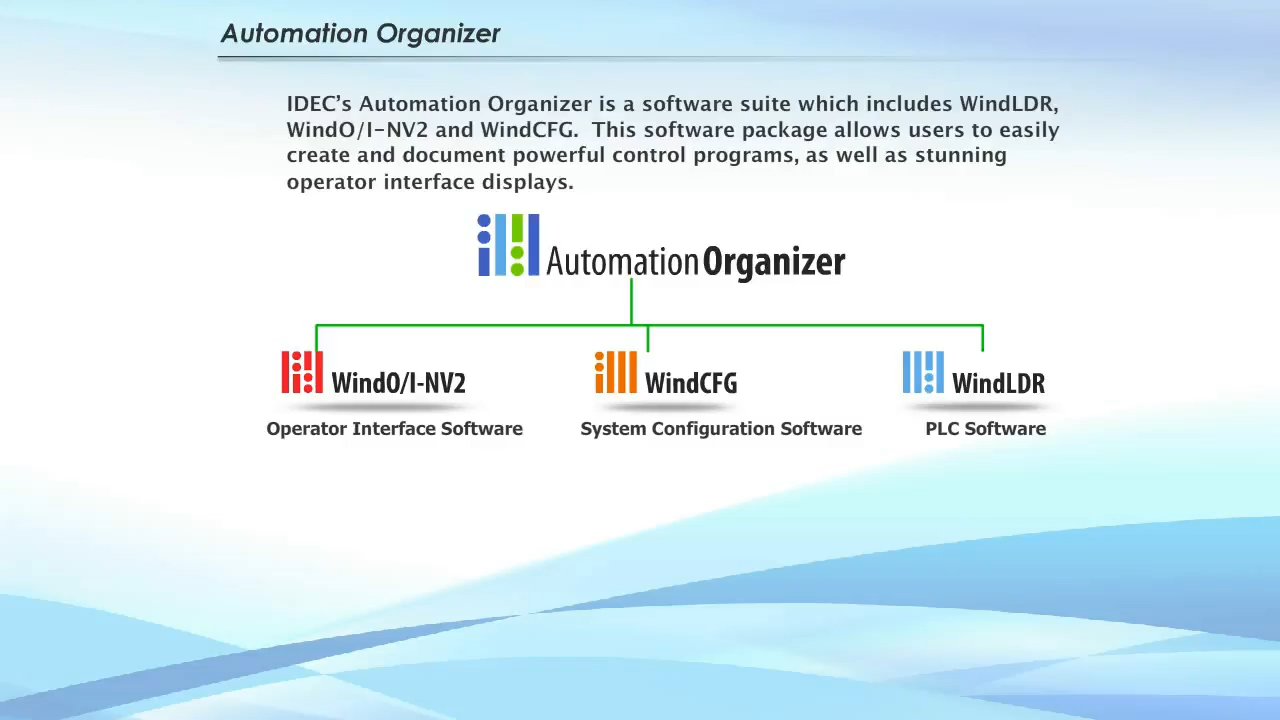 Automation Organizer
IDEC’s Automation Organizer is a software suite which includes WindLDR,
WindO/I-NV2 and WindCFG.  This software package allows users to easily
create and document powerful control programs, as well as stunning
operator interface displays.
AutomationOrganizer
WindO/I-NV2
WindCFG
WindLDR
Operator Interface Software
System Configuration Software
PLC Software